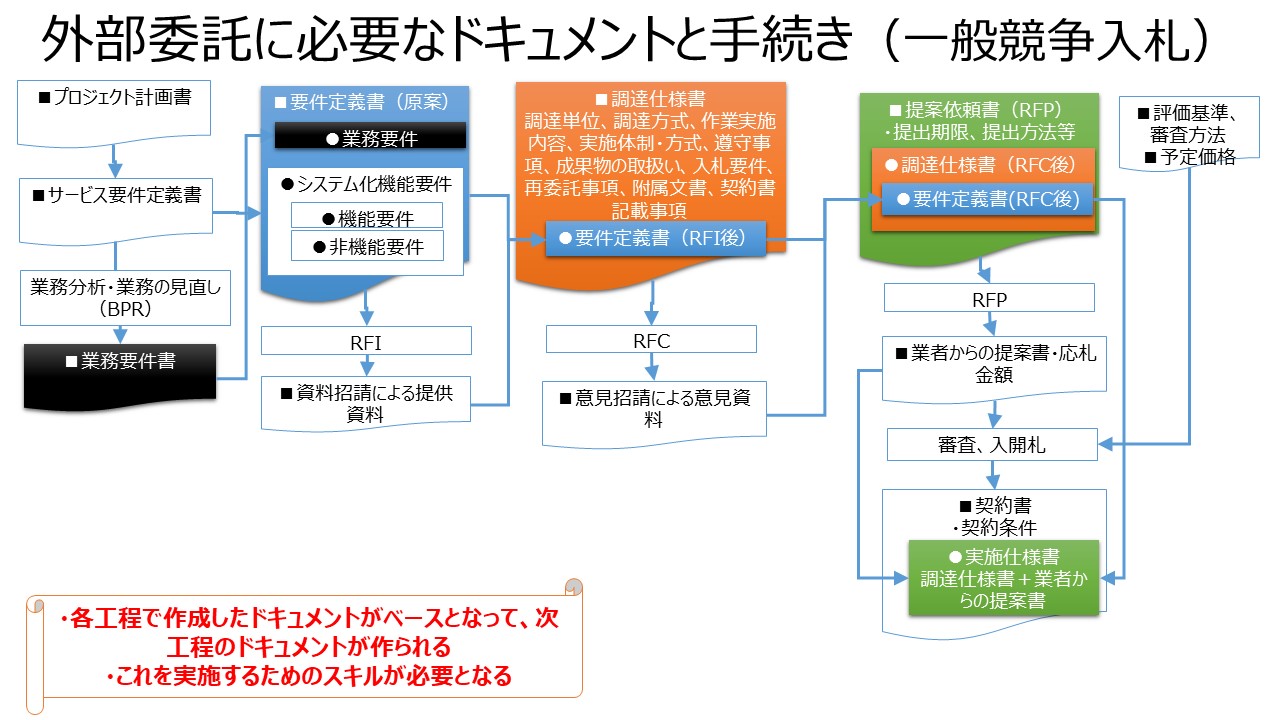 外部委託に必要なドキュメントと手続き（一般競争入札）
■プロジェクト計画書
■サービス要件定義書
業務分析・業務の見直し
（BPR）
■業務要件書
■要件定義書（原案）
●業務要件
●システム化機能要件
●機能要件
●非機能要件
RFI
■資料招請による提供
資料
■調達仕様書
調達単位、調達方式、作業実施
内容、実施体制・方式、遵守事
項、成果物の取扱い、入札要件、
再委託事項、附属文書、契約書
記載事項
●要件定義書（RFI後）
RFC
■意見招請による意見資
料
■提案依頼書（RFP）
・提出期限、提出方法等
●調達仕様書（RFC後）
●要件定義書(RFC後)
RFP
■業者からの提案書・応札
金額
審査、入開札
■契約書
・契約条件
●実施仕様書
調達仕様書＋業者か
らの提案書
■評価基準、
審査方法
■予定価格
・各工程で作成したドキュメントがベースとなって、次
工程のドキュメントが作られる
・これを実施するためのスキルが必要となる